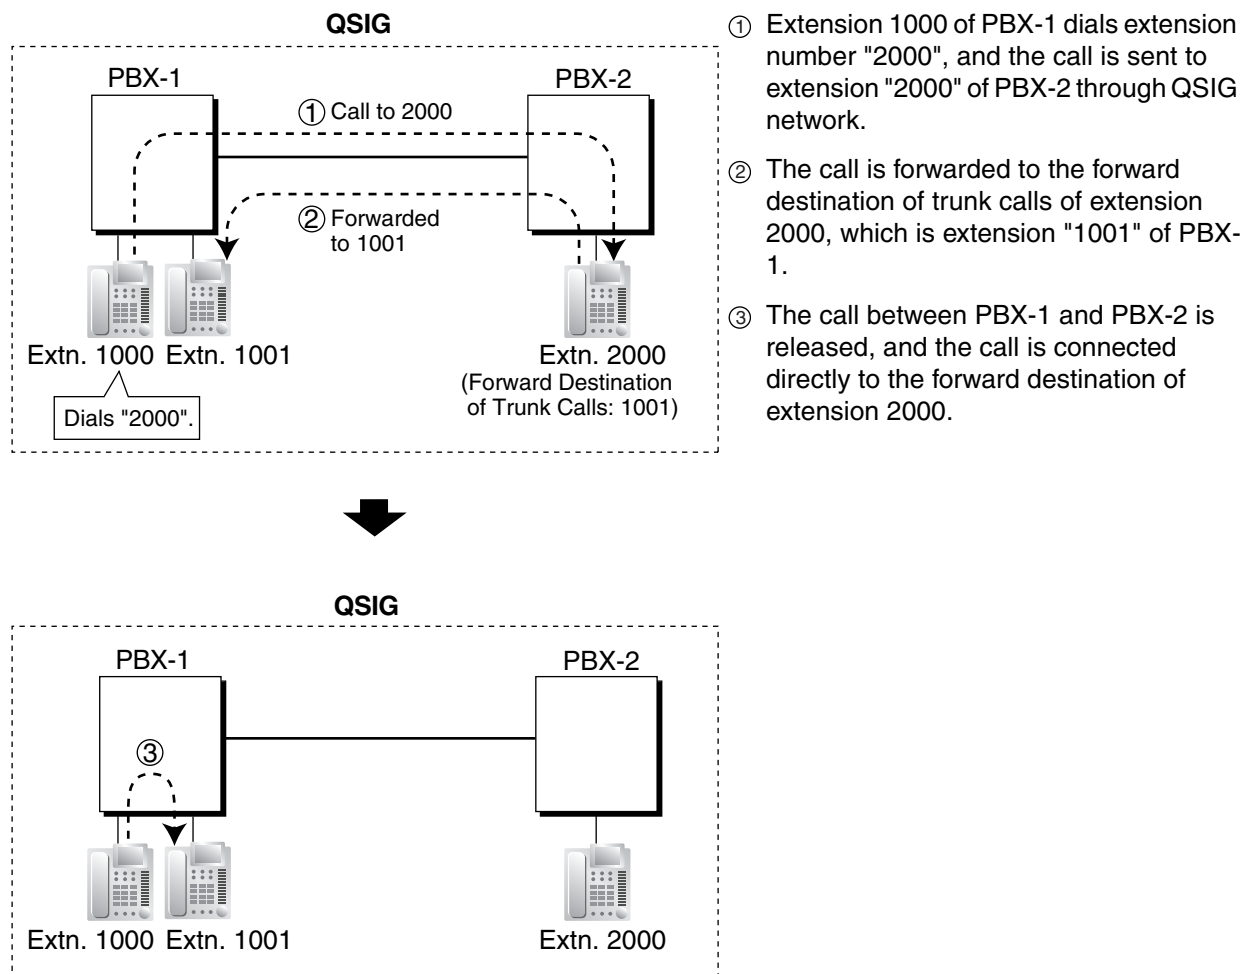 QSIG
PBX-1
PBX-2
① Call to 2000
② Forwarded
to 1001
Extn. 1000
Extn. 1001
Extn. 2000
(Forward Destination
of Trunk Calls: 1001)
Dials "2000".
① Extension 1000 of PBX-1 dials extension
number "2000", and the call is sent to
extension "2000" of PBX-2 through QSIG
network.
② The call is forwarded to the forward
destination of trunk calls of extension
2000, which is extension "1001" of PBX-
1.
③ The call between PBX-1 and PBX-2 is
released, and the call is connected
directly to the forward destination of
extension 2000.
QSIG
PBX-1
PBX-2
③
Extn. 1000
Extn. 1001
Extn. 2000